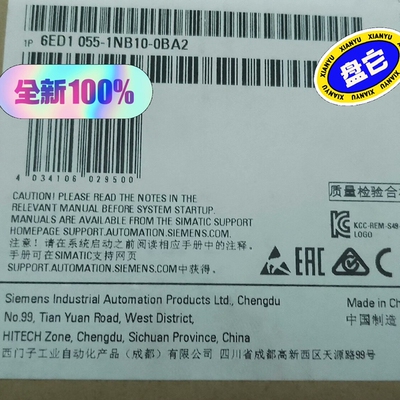 1P 6ED1 055-1NB10-0BA2
XIANYU
盘它
XIANYU
全新100%
4 034106 029500
CAUTION! PLEASE READ THE NOTES IN THE
RELEVANT MANUAL BEFORE SYSTEM STARTUP.
MANUALS ARE AVAILABLE FROM THE SIMATIC SUPPORT
HOMEPAGE SUPPORT.AUTOMATION.SIEMENS.COM.
注意! 请在系统启动之前阅读相应手册中的注释。
手册可在SIMATIC支持网页
SUPPORT.AUTOMATION.SIEMENS.COM中获得。
质量检验合
KCC-REM-S49
LOGO
EAC
Siemens Industrial Automation Products Ltd., Chengdu
No.99, Tian Yuan Road, West District,
HITECH Zone, Chengdu, Sichuan Province, China
西门子工业自动化产品（成都）有限公司 四川省成都高新西区天源路99号
Made in Ch
中国制造